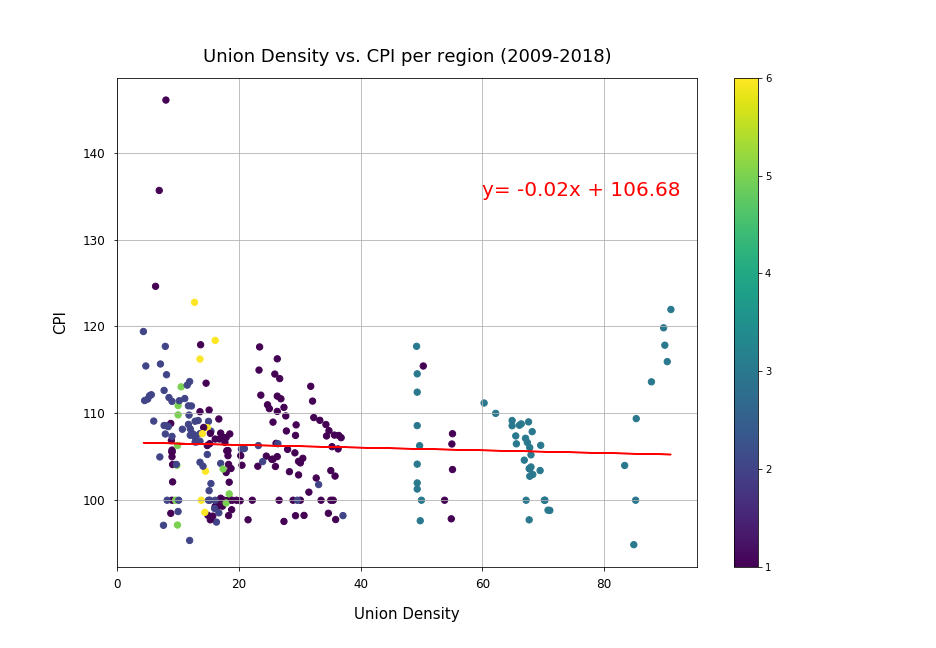 Union Density vs. CPI per region (2009-2018)
y= -0.02x + 106.68
CPI
140
130
120
110
100
0 20 40 60 80
Union Density
6
5
4
3
2
1